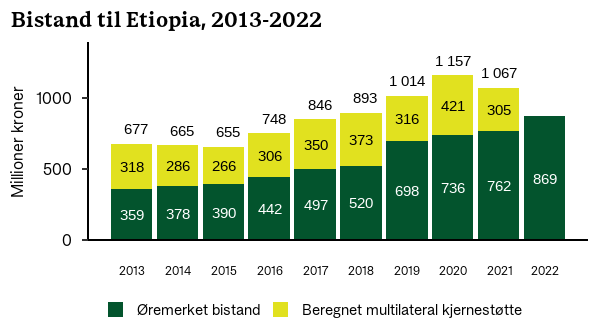 Bistand til Etiopia, 2013-2022
Millioner kroner
1000
500
0
677 665 655 748 846 893 1 014 1 157 1 067
318 286 266 306 350 373 316 421 305
359 378 390 442 497 520 698 736 762 869
2013 2014 2015 2016 2017 2018 2019 2020 2021 2022
Øremerket bistand Beregnet multilateral kjernestøtte